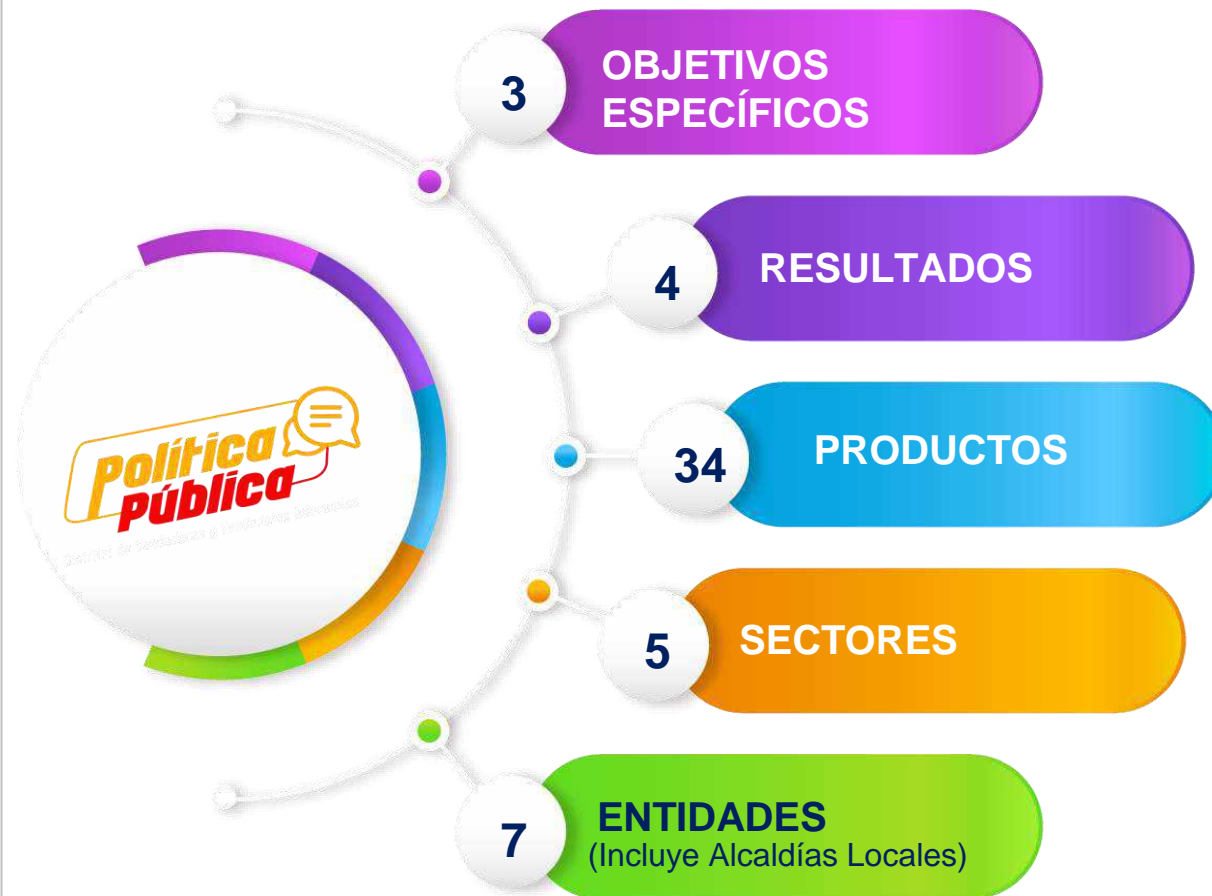 3
OBJETIVOS
ESPECÍFICOS
4
RESULTADOS
Política
Pública
34
PRODUCTOS
5
SECTORES
7
ENTIDADES
(Incluye Alcaldías Locales)